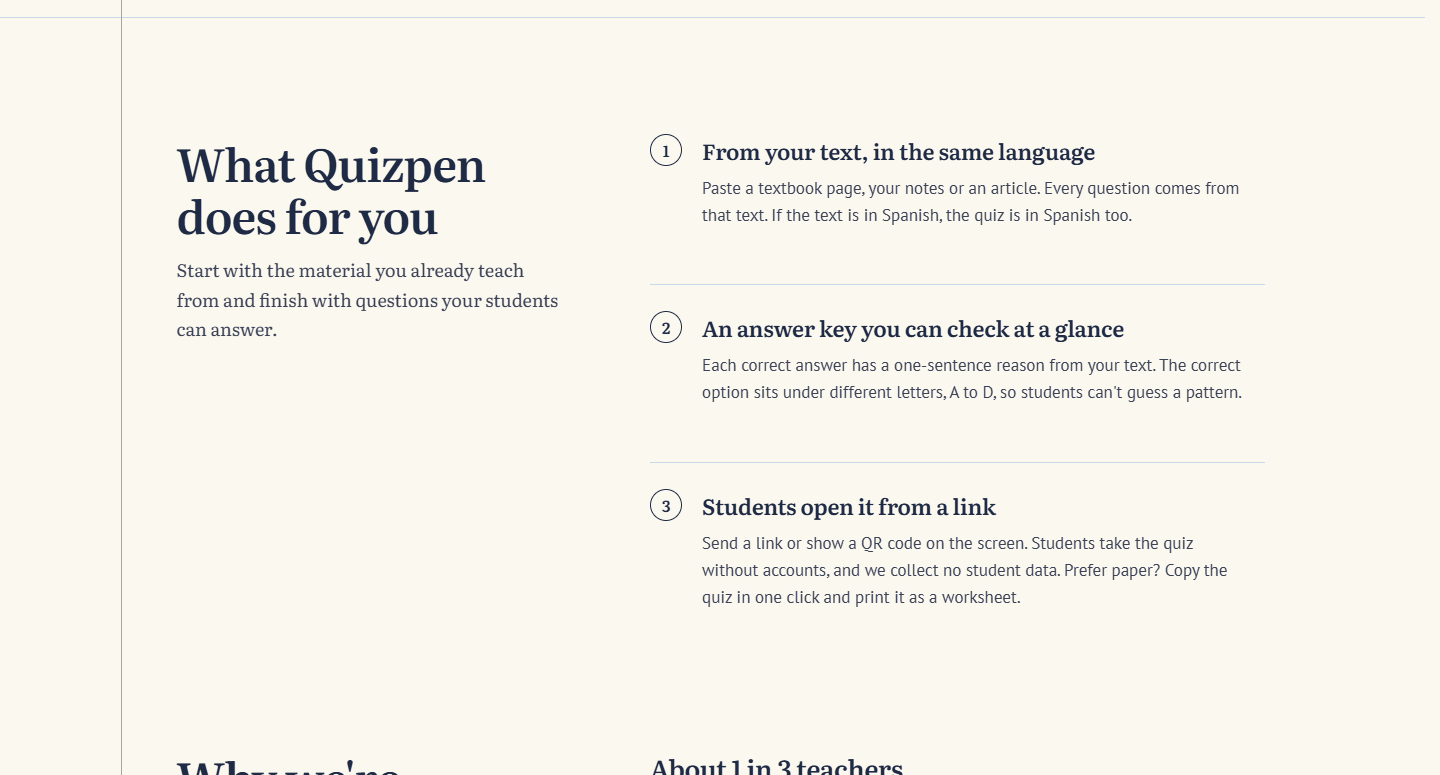 What Quizpen
does for you
Start with the material you already teach
from and finish with questions your students
can answer.
1
From your text, in the same language
Paste a textbook page, your notes or an article. Every question comes from
that text. If the text is in Spanish, the quiz is in Spanish too.
2
An answer key you can check at a glance
Each correct answer has a one-sentence reason from your text. The correct
option sits under different letters, A to D, so students can't guess a pattern.
3
Students open it from a link
Send a link or show a QR code on the screen. Students take the quiz
without accounts, and we collect no student data. Prefer paper? Copy the
quiz in one click and print it as a worksheet.
Why we're
About 1 in 3 teachers